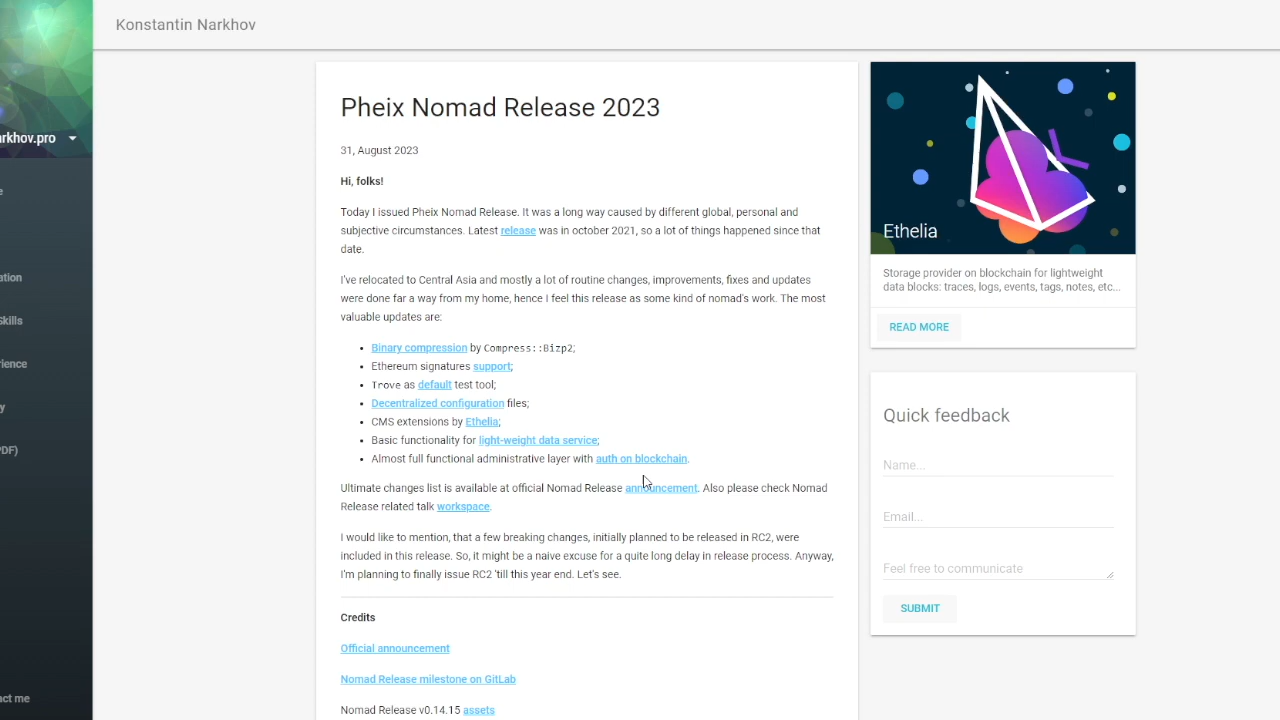 Konstantin Narkhov
arkhov.pro
e
ation
Skills
rience
y
PDF)
act me
Pheix Nomad Release 2023
31, August 2023
Hi, folks!
Today I issued Pheix Nomad Release. It was a long way caused by different global, personal and
subjective circumstances. Latest release was in october 2021, so a lot of things happened since that
date.
I've relocated to Central Asia and mostly a lot of routine changes, improvements, fixes and updates
were done far a way from my home, hence I feel this release as some kind of nomad's work. The most
valuable updates are:
• Binary compression by Compress::Bizp2;
• Ethereum signatures support;
• Trove as default test tool;
• Decentralized configuration files;
• CMS extensions by Ethelia;
• Basic functionality for light-weight data service;
• Almost full functional administrative layer with auth on blockchain.
Ultimate changes list is available at official Nomad Release announcement. Also please check Nomad
Release related talk workspace.
I would like to mention, that a few breaking changes, initially planned to be released in RC2, were
included in this release. So, it might be a naive excuse for a quite long delay in release process. Anyway,
I'm planning to finally issue RC2 'till this year end. Let's see.
Credits
Official announcement
Nomad Release milestone on GitLab
Nomad Release v0.14.15 assets
Ethelia
Storage provider on blockchain for lightweight
data blocks: traces, logs, events, tags, notes, etc...
READ MORE
Quick feedback
Name...
Email...
Feel free to communicate
SUBMIT